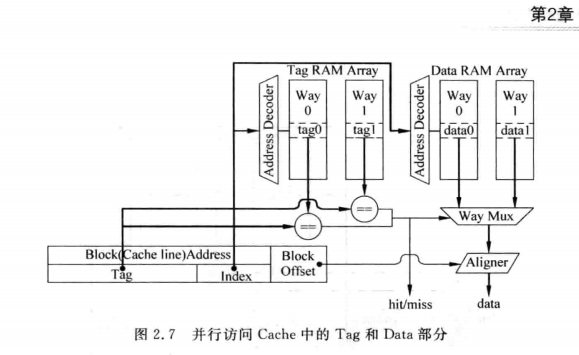 第2章
Tag RAM Array
Data RAM Array
Address Decoder
Way 0
tag0
Way 1
tag1
Address Decoder
Way 0
data0
Way 1
data1
==
==
Way Mux
Block(Cache line)Address
Block Offset
Tag
Index
Aligner
hit/miss
data
图 2.7 并行访问 Cache 中的 Tag 和 Data 部分